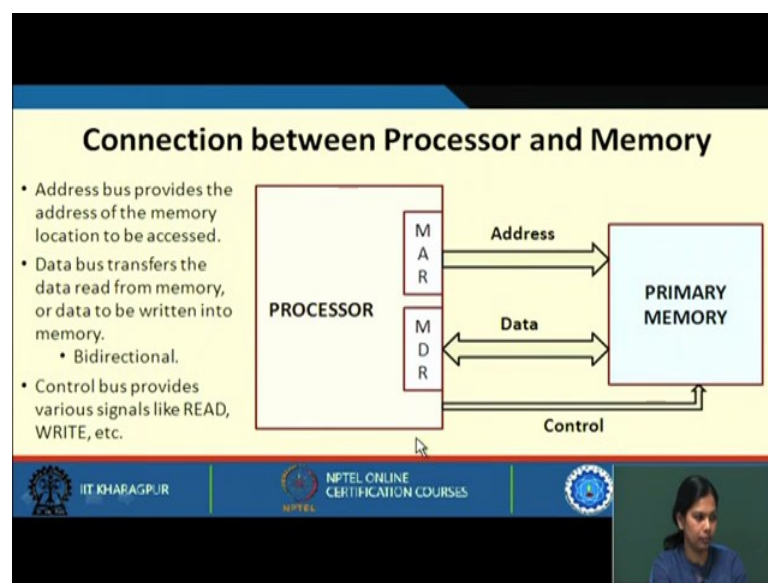 Connection between Processor and Memory
• Address bus provides the
address of the memory
location to be accessed.
• Data bus transfers the
data read from memory,
or data to be written into
memory.
• Bidirectional.
• Control bus provides
various signals like READ,
WRITE, etc.
PROCESSOR
M
A
R
M
D
R
Address
Data
Control
PRIMARY
MEMORY
IIT KHARAGPUR
NPTEL
NPTEL ONLINE
CERTIFICATION COURSES